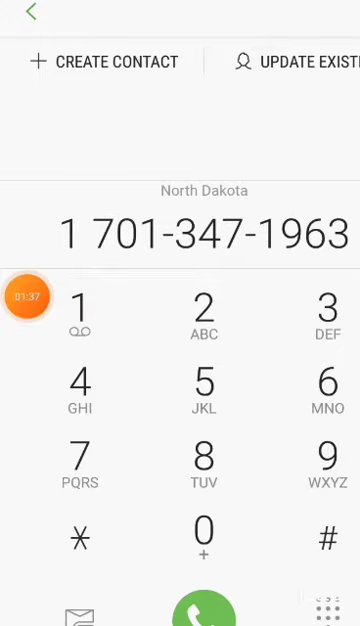 CREATE CONTACT
UPDATE EXISTI
North Dakota
1 701-347-1963
01:37
1 2 3
ABC DEF
4 5 6
GHI JKL MNO
7 8 9
PQRS TUV WXYZ
* 0 #
+